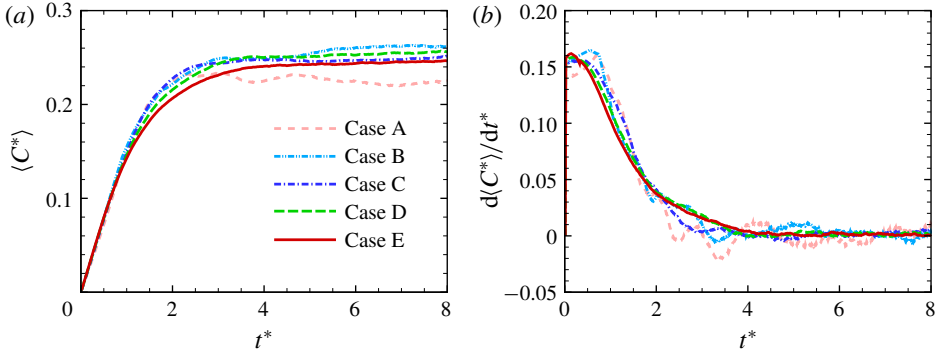 (a)
0.3
0.2
0.1
0
2
4
6
8
⟨C*⟩
t*
Case A
Case B
Case C
Case D
Case E
(b)
0.20
0.15
0.10
0.05
0
−0.05
0
2
4
6
8
d⟨C*⟩/dt*
t*